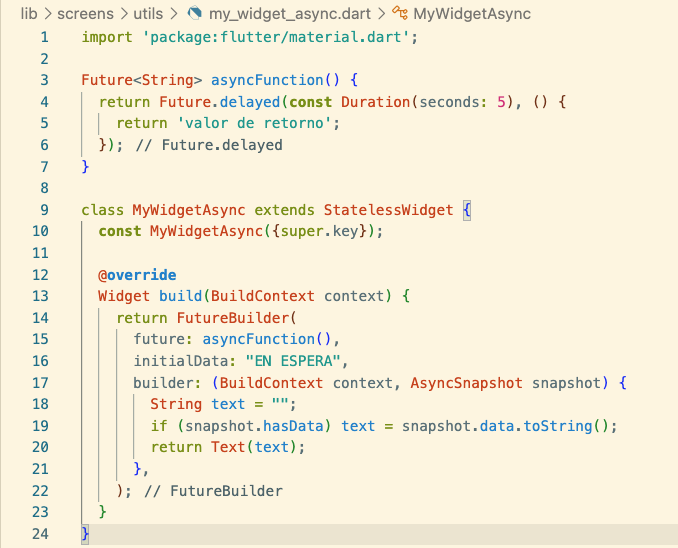 lib > screens > utils > my_widget_async.dart > MyWidgetAsync
1 import 'package:flutter/material.dart';
2
3 Future<String> asyncFunction() {
4   return Future.delayed(const Duration(seconds: 5), () {
5     return 'valor de retorno';
6   }); // Future.delayed
7 }
8
9 class MyWidgetAsync extends StatelessWidget {
10   const MyWidgetAsync({super.key});
11
12   @override
13   Widget build(BuildContext context) {
14     return FutureBuilder(
15       future: asyncFunction(),
16       initialData: "EN ESPERA",
17       builder: (BuildContext context, AsyncSnapshot snapshot) {
18         String text = "";
19         if (snapshot.hasData) text = snapshot.data.toString();
20         return Text(text);
21       },
22     ); // FutureBuilder
23   }
24 }